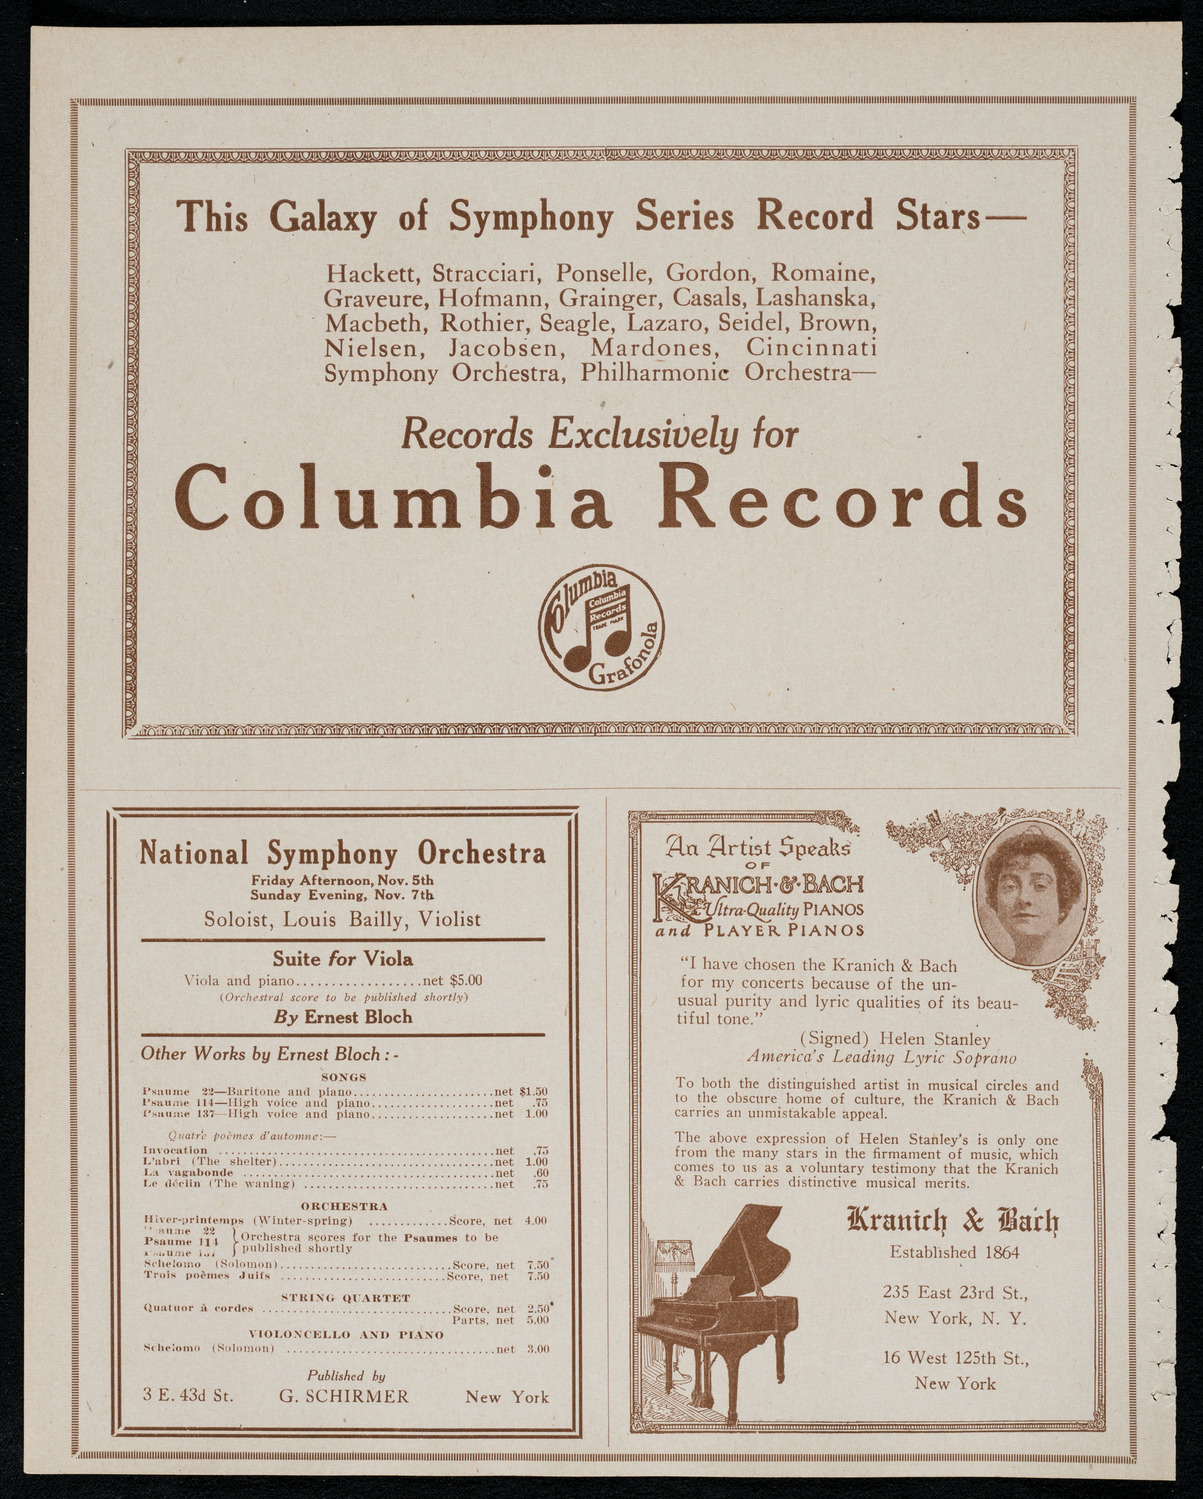 This Galaxy of Symphony Series Record Stars—
Hackett, Stracciari, Ponselle, Gordon, Romaine,
Graveure, Hofmann, Grainger, Casals, Lashanska,
Macbeth, Rothier, Seagle, Lazaro, Seidel, Brown,
Nielsen, Jacobsen, Mardones, Cincinnati
Symphony Orchestra, Philharmonic Orchestra—
Records Exclusively for
Columbia Records
Columbia
Columbia
Records
TRADE MARK
Grafonola
National Symphony Orchestra
Friday Afternoon, Nov. 5th
Sunday Evening, Nov. 7th
Soloist, Louis Bailly, Violist
Suite for Viola
Viola and piano..................net $5.00
(Orchestral score to be published shortly)
By Ernest Bloch
Other Works by Ernest Bloch:-
SONGS
Psaume 22—Baritone and piano.......................net $1.50
Psaume 114—High voice and piano....................net .75
Psaume 137—High voice and piano....................net 1.00
Quatre poèmes d'automne:—
Invocation ..............................................net .75
L'abri (The shelter)....................................net 1.00
La vagabonde ..........................................net .60
Le déclin (The waning) ................................net .75
ORCHESTRA
Hiver-printemps (Winter-spring) ............Score, net 4.00
Psaume 22
Psaume 114 } Orchestra scores for the Psaumes to be
Psaume 137 published shortly
Schelomo (Solomon)............................Score, net 7.50
Trois poèmes Juifs ...........................Score, net 7.50
STRING QUARTET
Quatuor à cordes ...............................Score, net 2.50
Parts, net 5.00
VIOLONCELLO AND PIANO
Schelomo (Solomon) ...................................net 3.00
Published by
3 E. 43d St. G. SCHIRMER New York
An Artist Speaks
OF
KRANICH·&·BACH
Ultra-Quality PIANOS
and PLAYER PIANOS
"I have chosen the Kranich & Bach
for my concerts because of the un-
usual purity and lyric qualities of its beau-
tiful tone."
(Signed) Helen Stanley
America's Leading Lyric Soprano
To both the distinguished artist in musical circles and
to the obscure home of culture, the Kranich & Bach
carries an unmistakable appeal.
The above expression of Helen Stanley's is only one
from the many stars in the firmament of music, which
comes to us as a voluntary testimony that the Kranich
& Bach carries distinctive musical merits.
Kranich & Bach
Established 1864
235 East 23rd St.,
New York, N. Y.
16 West 125th St.,
New York